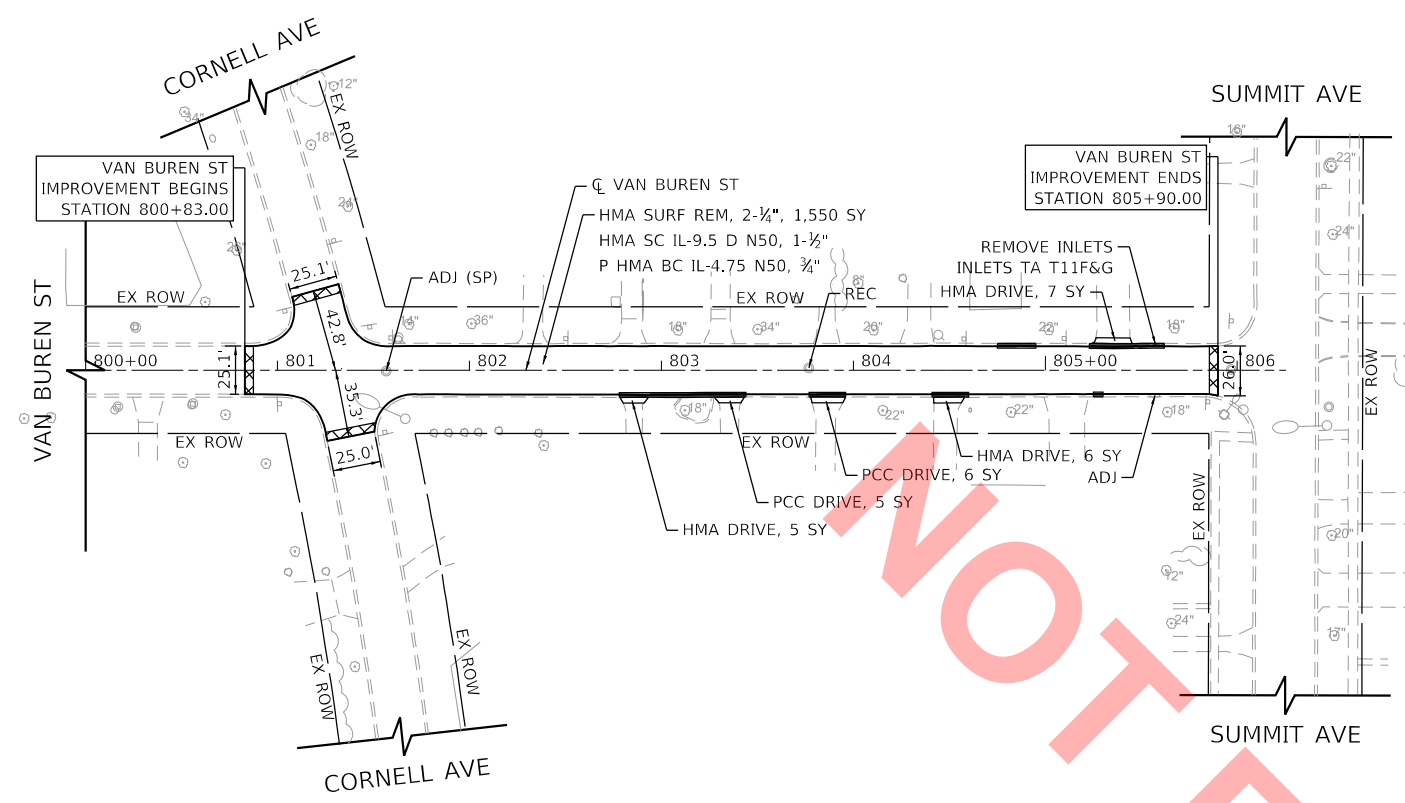 CORNELL AVE
SUMMIT AVE
34"
12"
18"
24"
26"
EX ROW
16"
22"
24"
VAN BUREN ST
IMPROVEMENT BEGINS
STATION 800+83.00
VAN BUREN ST
IMPROVEMENT ENDS
STATION 805+90.00
℄ VAN BUREN ST
HMA SURF REM, 2-¼", 1,550 SY
HMA SC IL-9.5 D N50, 1-½"
P HMA BC IL-4.75 N50, ¾"
REMOVE INLETS
INLETS TA T11F&G
HMA DRIVE, 7 SY
ADJ (SP)
REC
25.1'
EX ROW
EX ROW
36"
18"
34"
8"
20"
22"
18"
VAN BUREN ST
800+00
801
802
803
804
805+00
806
25.1'
42.8'
35.3'
26.0'
25.0'
EX ROW
EX ROW
EX ROW
18"
22"
22"
18"
HMA DRIVE, 6 SY
PCC DRIVE, 6 SY
ADJ
PCC DRIVE, 5 SY
HMA DRIVE, 5 SY
EX ROW
EX ROW
EX ROW
20"
12"
24"
17"
NOT
CORNELL AVE
SUMMIT AVE